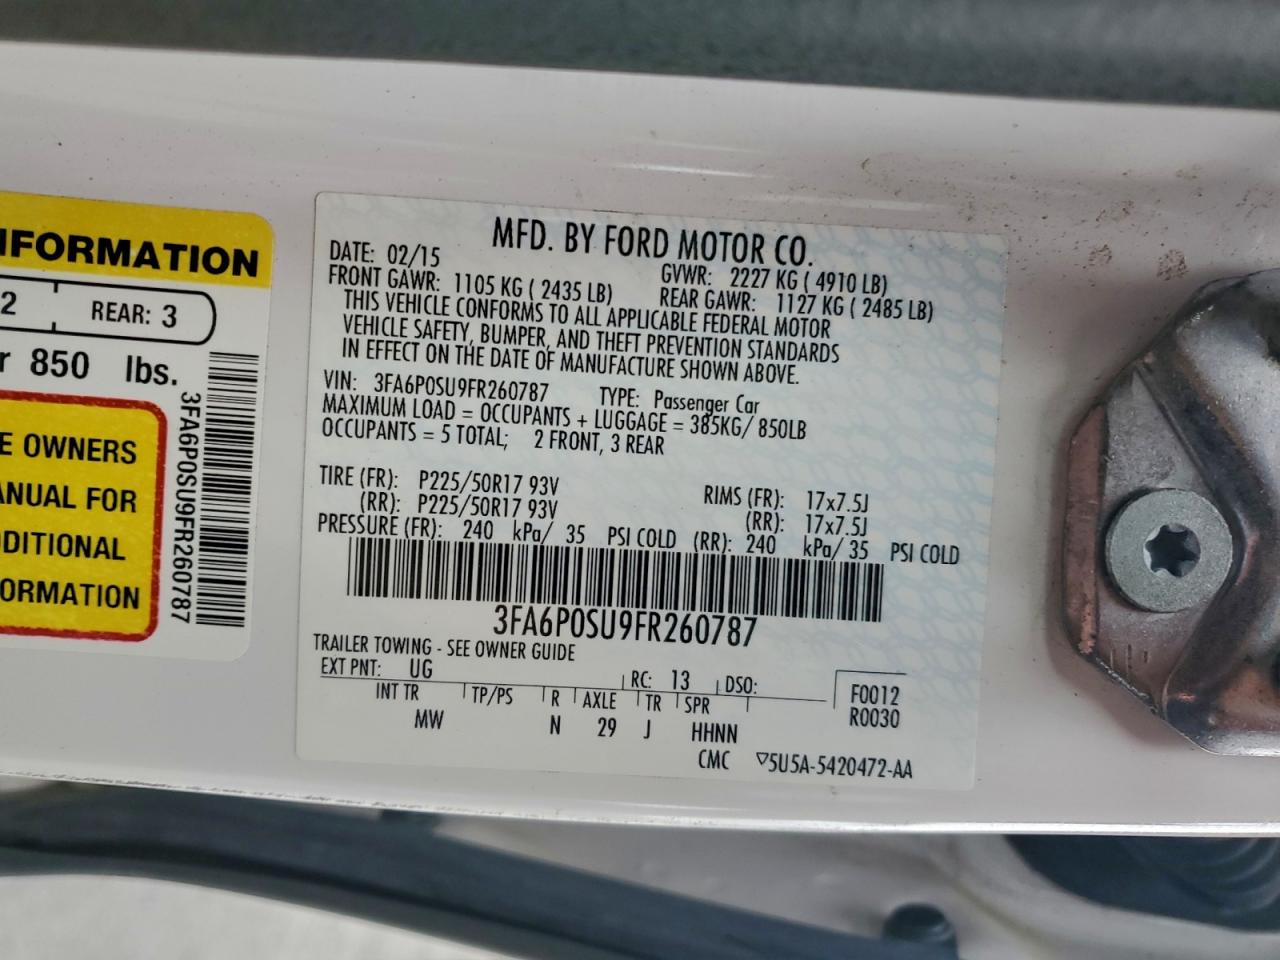 INFORMATION
2 REAR: 3
r 850 lbs.
E OWNERS
ANUAL FOR
DDITIONAL
ORMATION
3FA6P0SU9FR260787
MFD. BY FORD MOTOR CO.
DATE: 02/15 GVWR: 2227 KG ( 4910 LB)
FRONT GAWR: 1105 KG ( 2435 LB) REAR GAWR: 1127 KG ( 2485 LB)
THIS VEHICLE CONFORMS TO ALL APPLICABLE FEDERAL MOTOR
VEHICLE SAFETY, BUMPER, AND THEFT PREVENTION STANDARDS
IN EFFECT ON THE DATE OF MANUFACTURE SHOWN ABOVE.
VIN: 3FA6P0SU9FR260787 TYPE: Passenger Car
MAXIMUM LOAD = OCCUPANTS + LUGGAGE = 385KG/ 850LB
OCCUPANTS = 5 TOTAL; 2 FRONT, 3 REAR
TIRE (FR): P225/50R17 93V RIMS (FR): 17x7.5J
(RR): P225/50R17 93V (RR): 17x7.5J
PRESSURE (FR): 240 kPa/ 35 PSI COLD (RR): 240 kPa/ 35 PSI COLD
3FA6P0SU9FR260787
TRAILER TOWING - SEE OWNER GUIDE
EXT PNT: UG RC: 13 DSO: F0012
INT TR TP/PS R AXLE TR SPR R0030
MW N 29 J HHNN
CMC ▽5U5A-5420472-AA